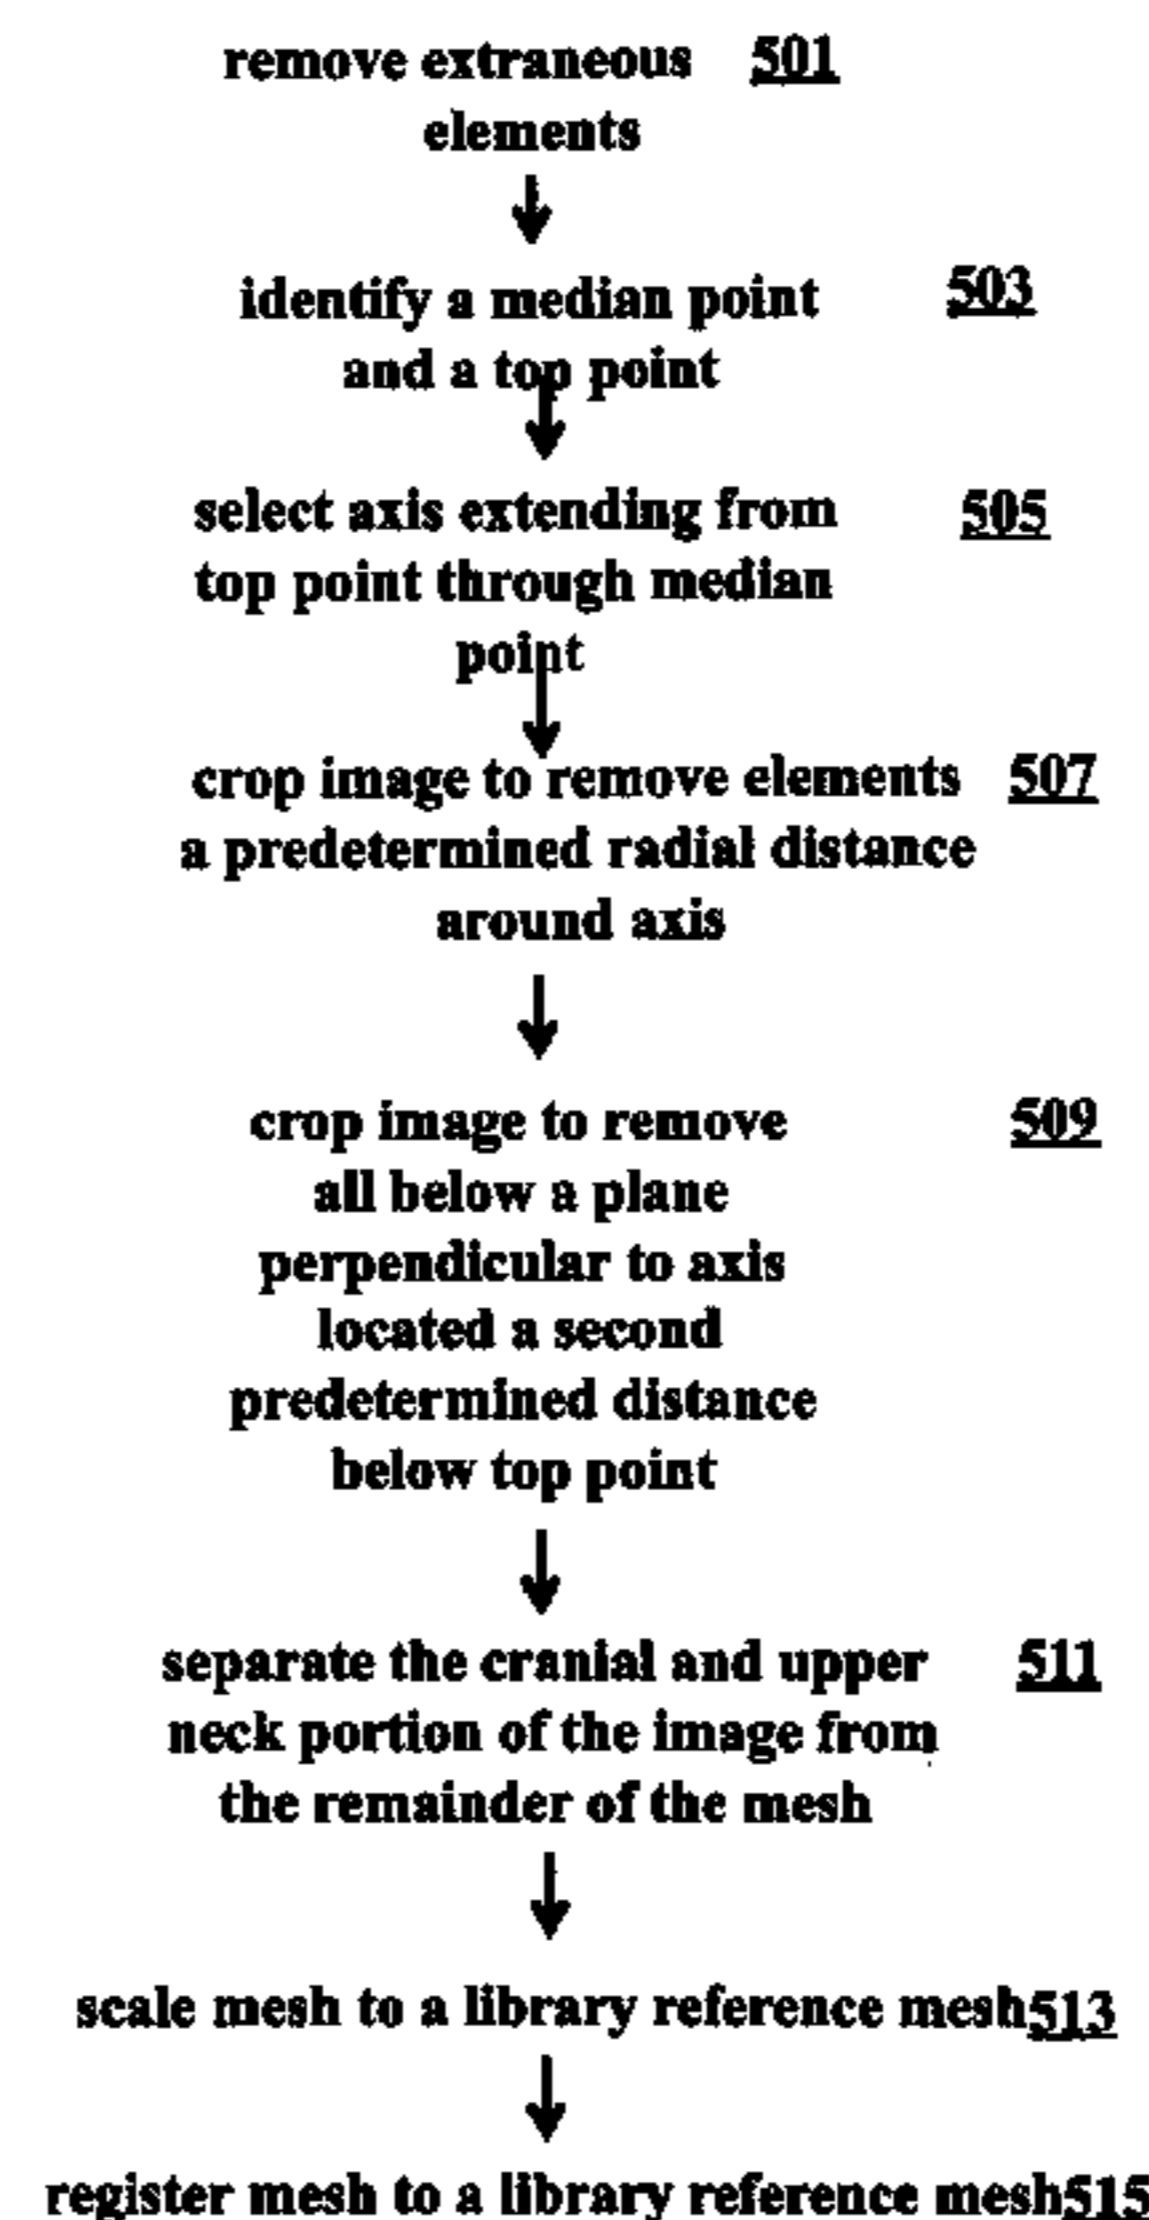 remove extraneous 501
elements
identify a median point 503
and a top point
select axis extending from 505
top point through median
point
crop image to remove elements 507
a predetermined radial distance
around axis
crop image to remove 509
all below a plane
perpendicular to axis
located a second
predetermined distance
below top point
separate the cranial and upper 511
neck portion of the image from
the remainder of the mesh
scale mesh to a library reference mesh513
register mesh to a library reference mesh515